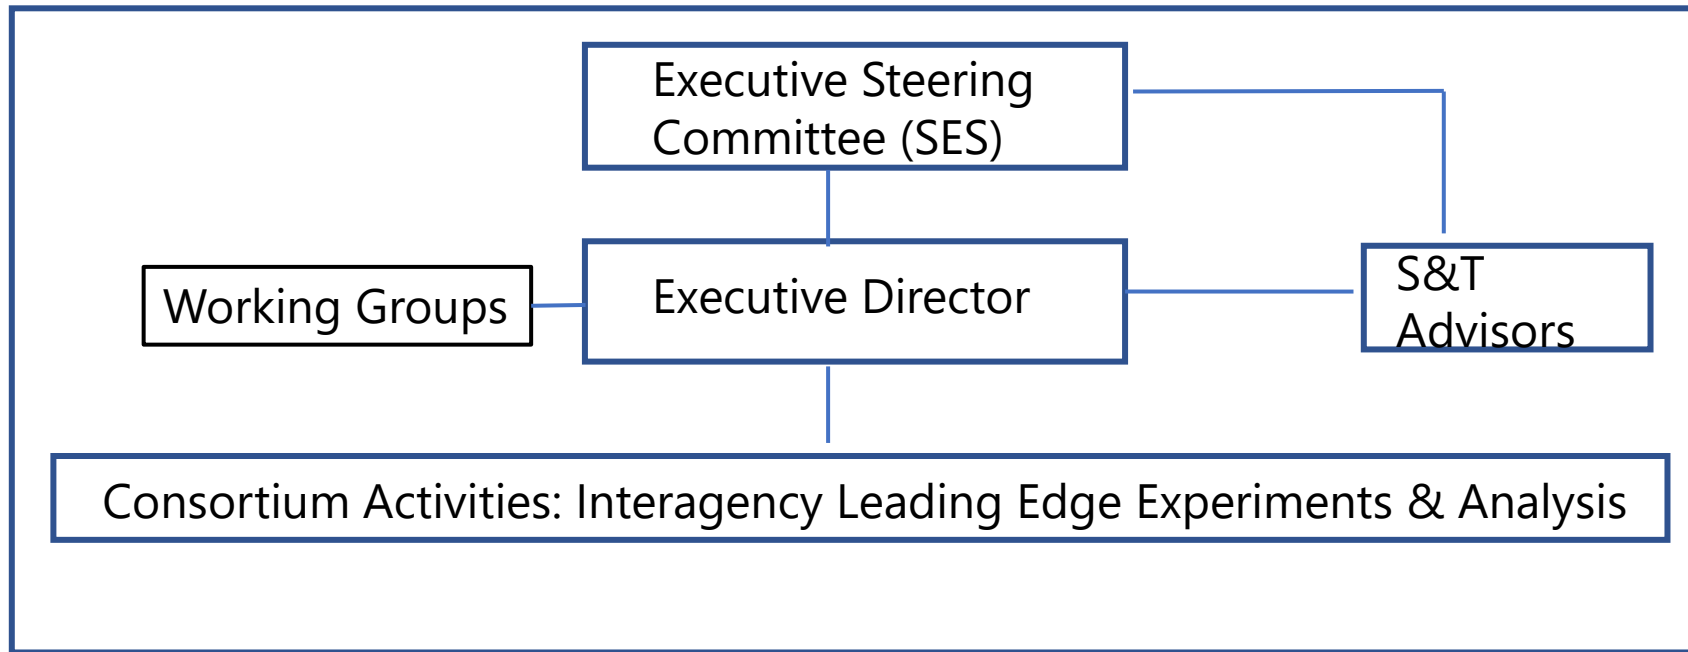 Executive Steering
Committee (SES)
Working Groups
Executive Director
S&T
Advisors
Consortium Activities: Interagency Leading Edge Experiments & Analysis